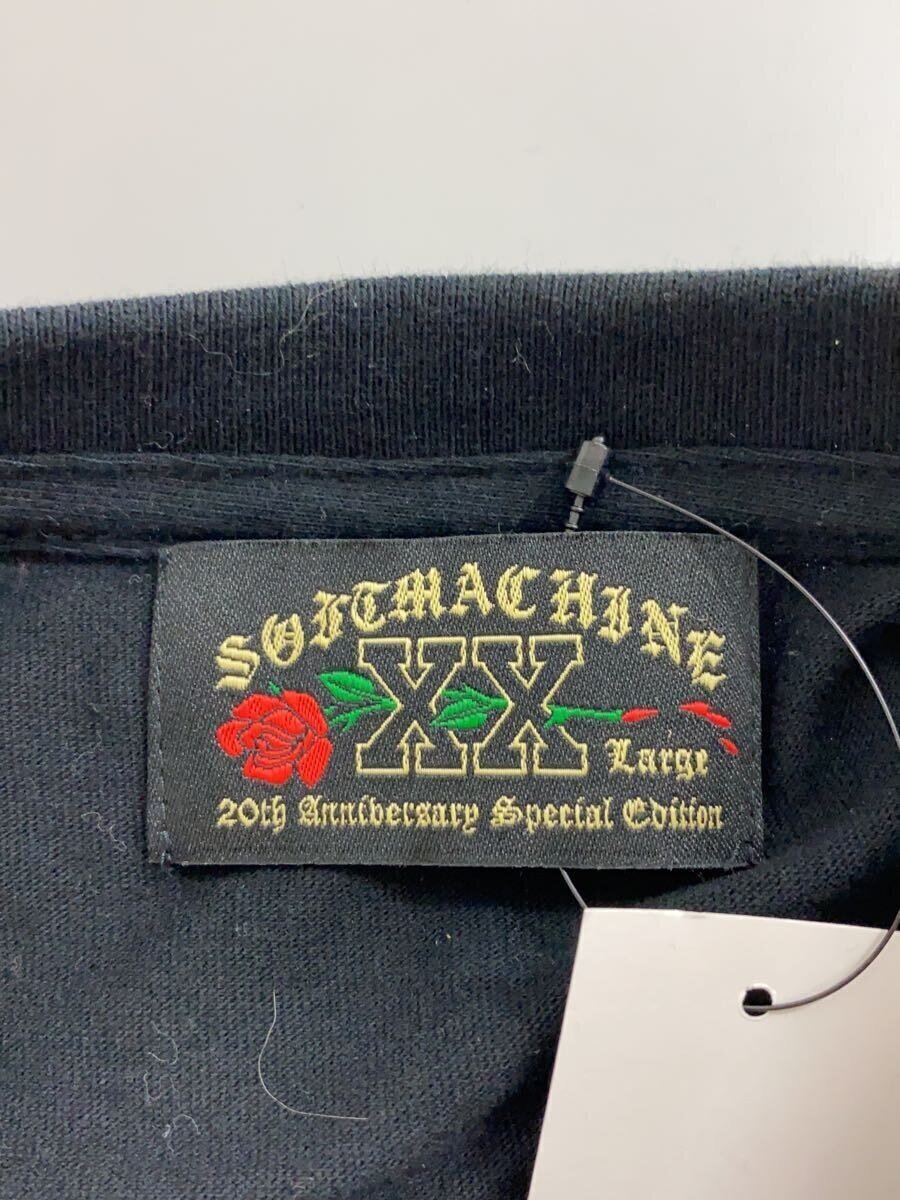 SOFTMACHINE
XX
Large
20th Anniversary Special Edition